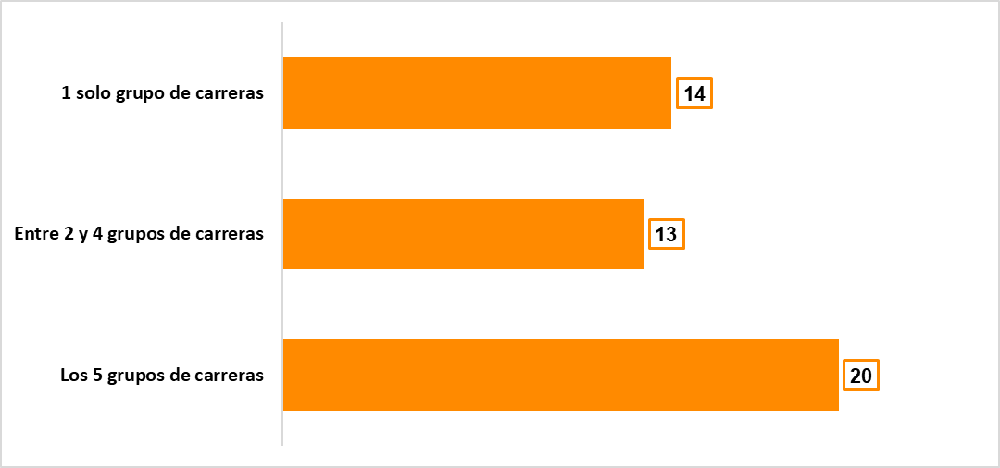 1 solo grupo de carreras
14
Entre 2 y 4 grupos de carreras
13
Los 5 grupos de carreras
20